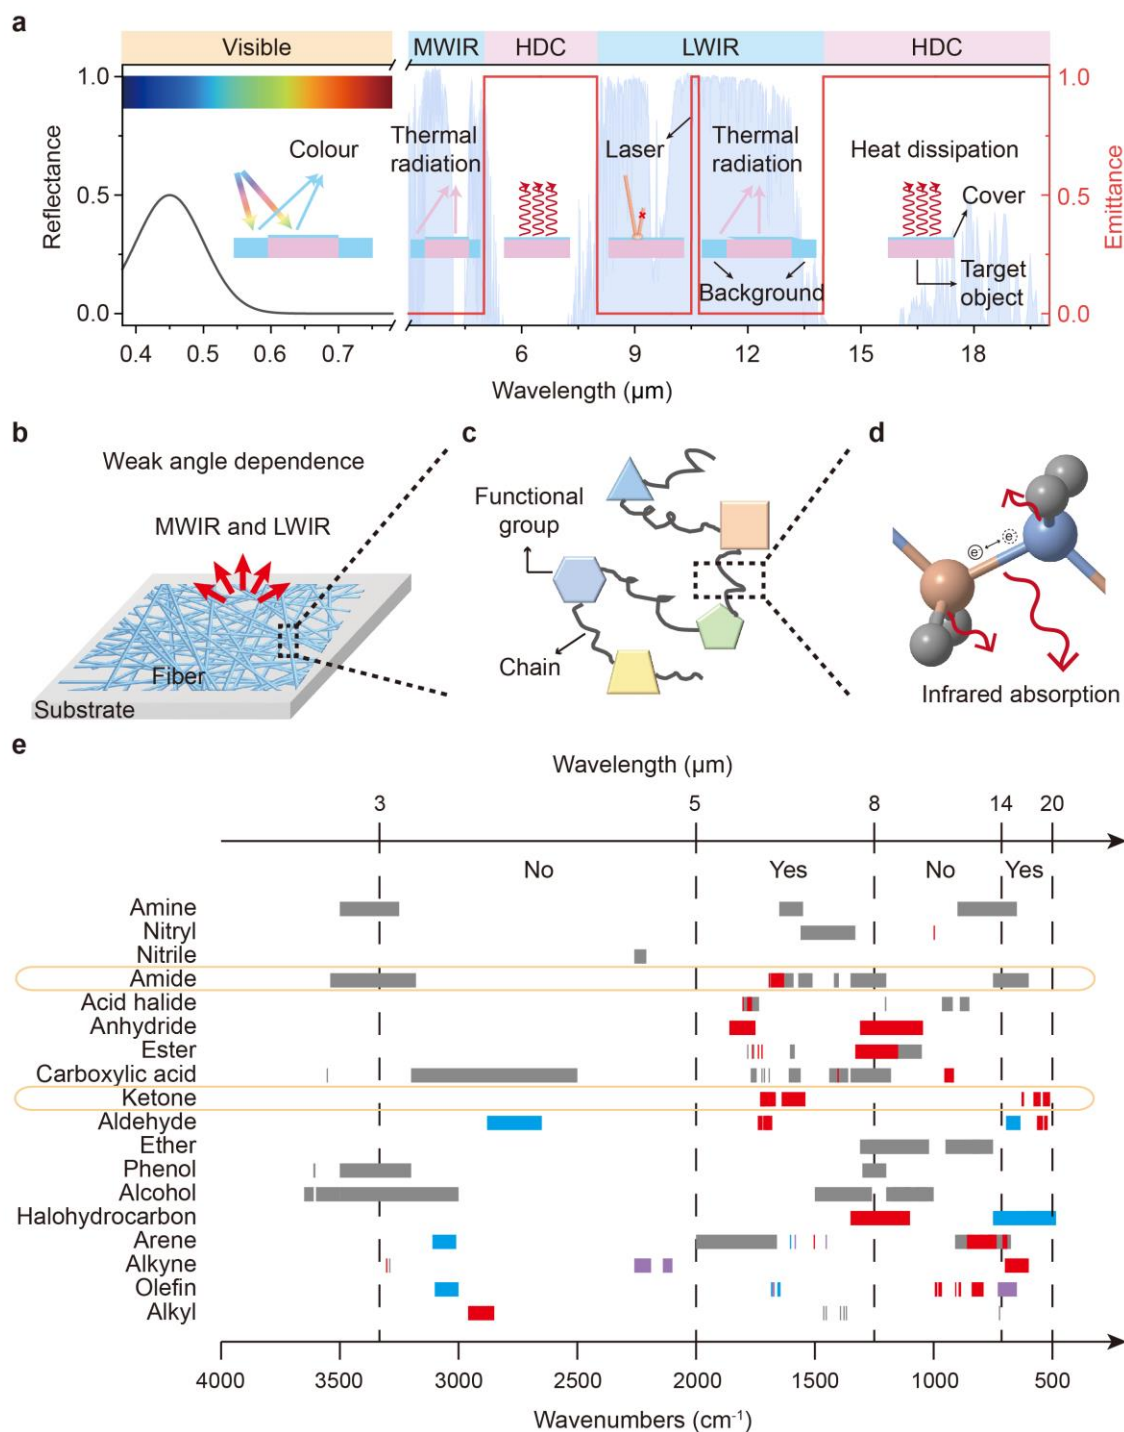 a
Visible
MWIR
HDC
LWIR
HDC
1.0
0.5
0.0
Reflectance
Colour
Thermal
radiation
Laser
Thermal
radiation
Heat dissipation
Cover
Target
object
Background
1.0
0.5
0.0
Emittance
0.4 0.5 0.6 0.7 6 9 12 15 18
Wavelength (μm)
b
Weak angle dependence
MWIR and LWIR
Fiber
Substrate
c
Functional
group
Chain
d
e⁻
e⁻
Infrared absorption
e
Wavelength (μm)
3 5 8 14 20
No Yes No Yes
Amine
Nitryl
Nitrile
Amide
Acid halide
Anhydride
Ester
Carboxylic acid
Ketone
Aldehyde
Ether
Phenol
Alcohol
Halohydrocarbon
Arene
Alkyne
Olefin
Alkyl
4000 3500 3000 2500 2000 1500 1000 500
Wavenumbers (cm⁻¹)